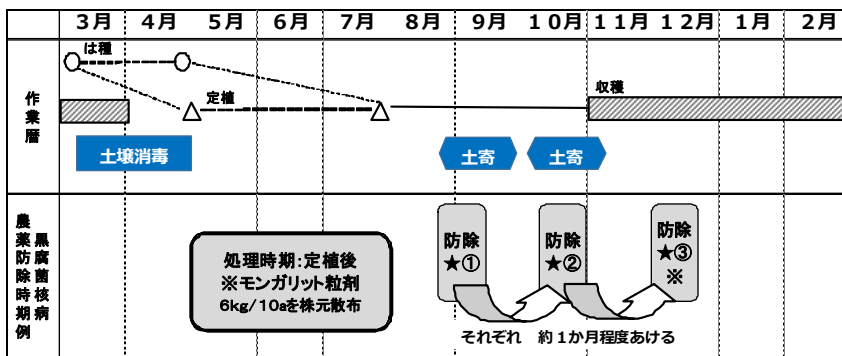 3月 4月 5月 6月 7月 8月 9月 10月 11月 12月 1月 2月
作業暦
は種
定植
収穫
土壌消毒
土寄
土寄
黒腐菌核病
農薬防除時期例
処理時期:定植後
※モンガリット粒剤
6kg/10aを株元散布
防除
★①
防除
★②
防除
★③
※
それぞれ 約1か月程度あける